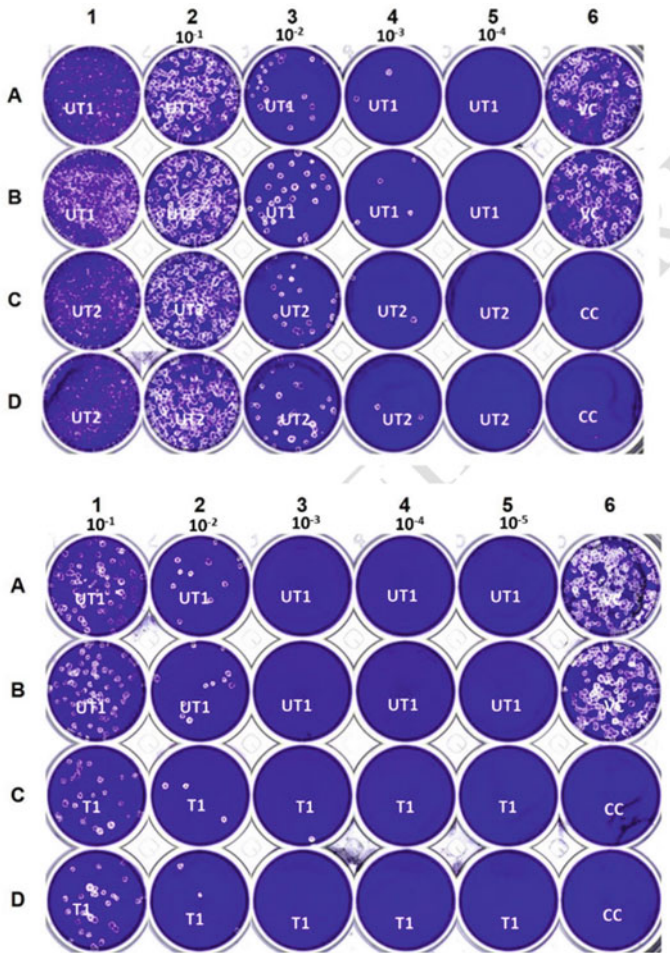 1 2 3 4 5 6
10-1 10-2 10-3 10-4
A UT1 UT1 UT1 UT1 UT1 VC
B UT1 UT1 UT1 UT1 UT1 VC
C UT2 UT2 UT2 UT2 UT2 CC
D UT2 UT2 UT2 UT2 UT2 CC
1 2 3 4 5 6
10-1 10-2 10-3 10-4 10-5
A UT1 UT1 UT1 UT1 UT1 VC
B UT1 UT1 UT1 UT1 UT1 VC
C T1 T1 T1 T1 T1 CC
D T1 T1 T1 T1 T1 CC